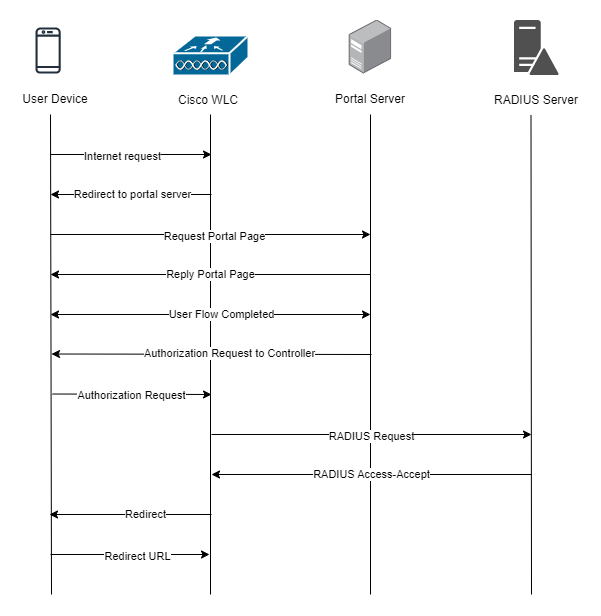 User Device
Cisco WLC
Portal Server
RADIUS Server
Internet request
Redirect to portal server
Request Portal Page
Reply Portal Page
User Flow Completed
Authorization Request to Controller
Authorization Request
RADIUS Request
RADIUS Access-Accept
Redirect
Redirect URL